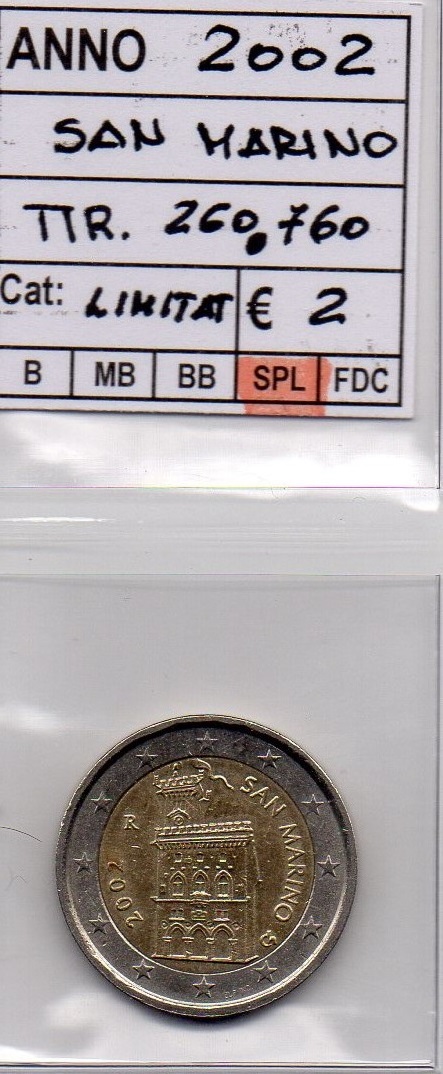 ANNO 2002
SAN MARINO
TIR. 260.760
Cat: LIMITAT € 2
B MB BB SPL FDC
SAN MARINO
R
2002